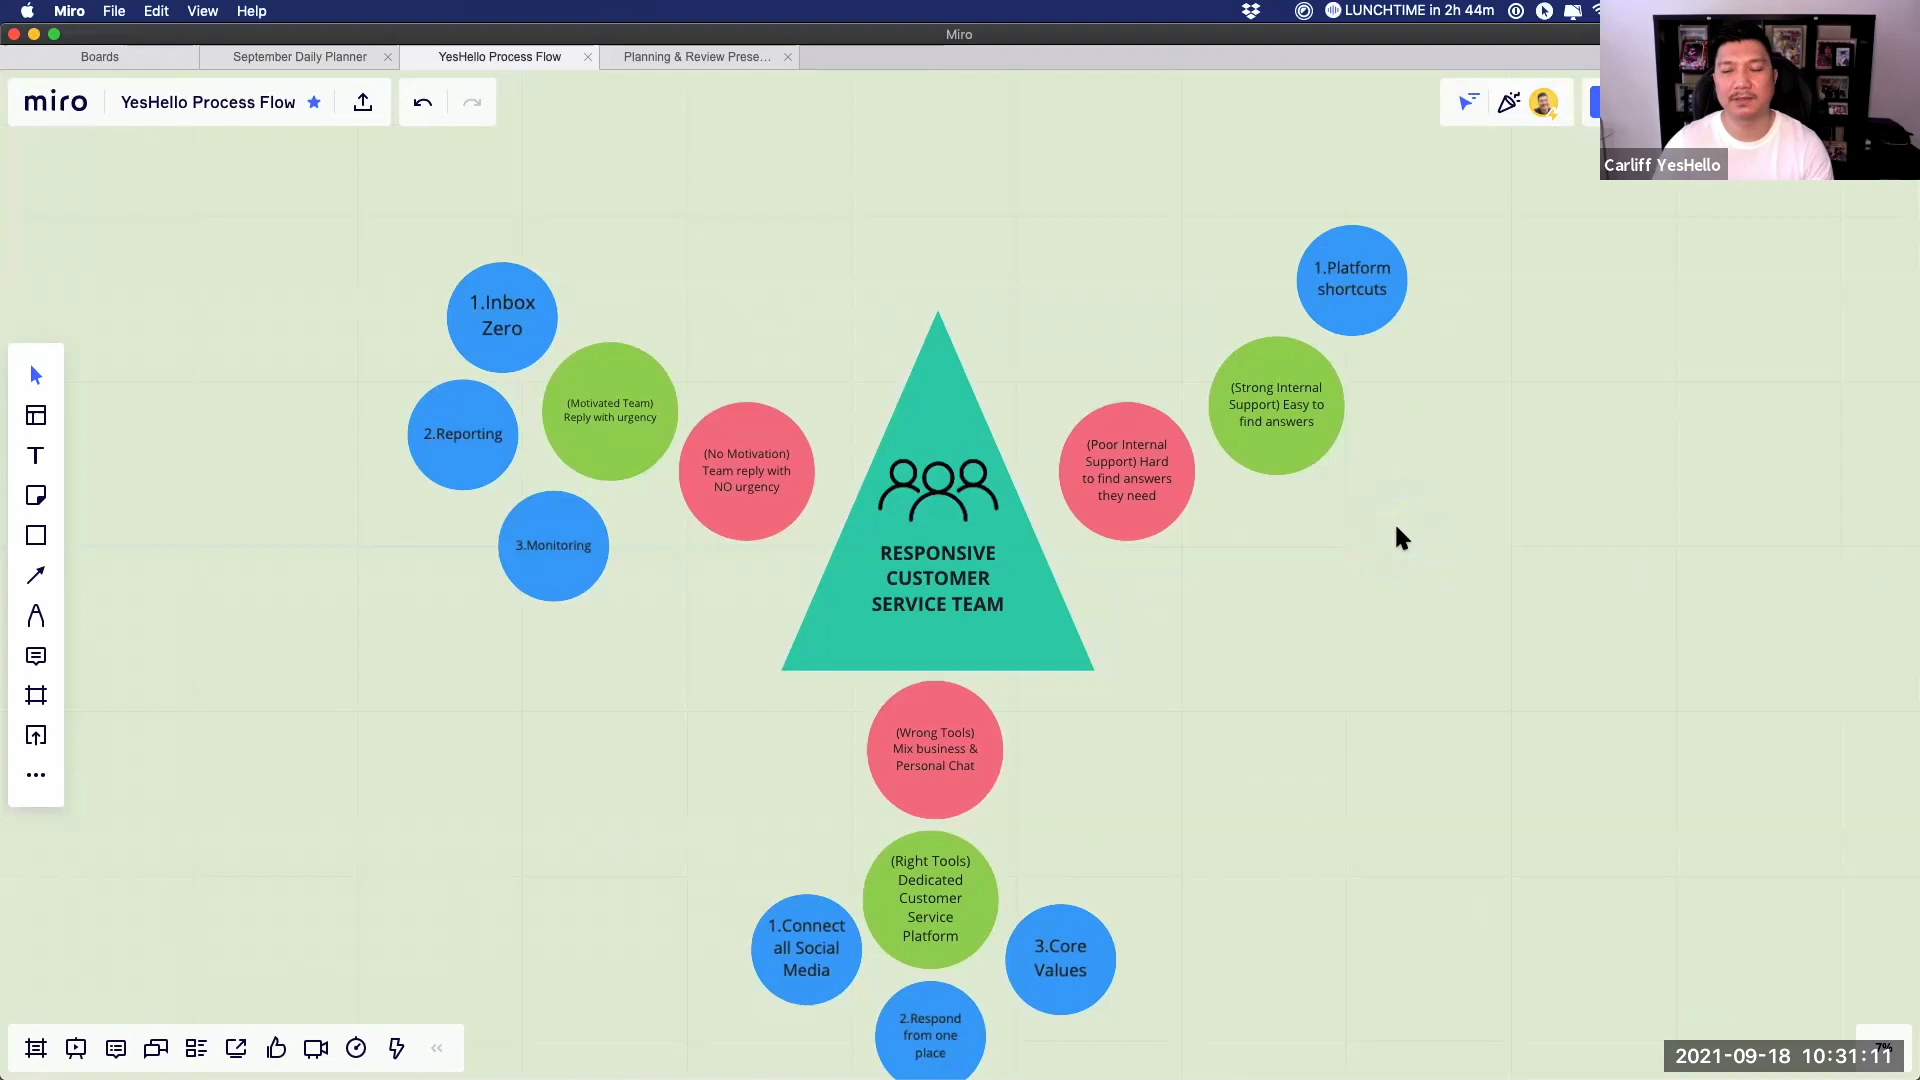 Miro File Edit View Help
LUNCHTIME in 2h 44m
Miro
Boards
September Daily Planner
YesHello Process Flow
Planning & Review Prese...
miro
YesHello Process Flow
Carliff YesHello
1.Inbox
Zero
2.Reporting
3.Monitoring
(Motivated Team)
Reply with urgency
(No Motivation)
Team reply with
NO urgency
RESPONSIVE
CUSTOMER
SERVICE TEAM
(Poor Internal
Support) Hard
to find answers
they need
(Strong Internal
Support) Easy to
find answers
1.Platform
shortcuts
(Wrong Tools)
Mix business &
Personal Chat
(Right Tools)
Dedicated
Customer
Service
Platform
1.Connect
all Social
Media
2.Respond
from one
place
3.Core
Values
7%
2021-09-18 10:31:11